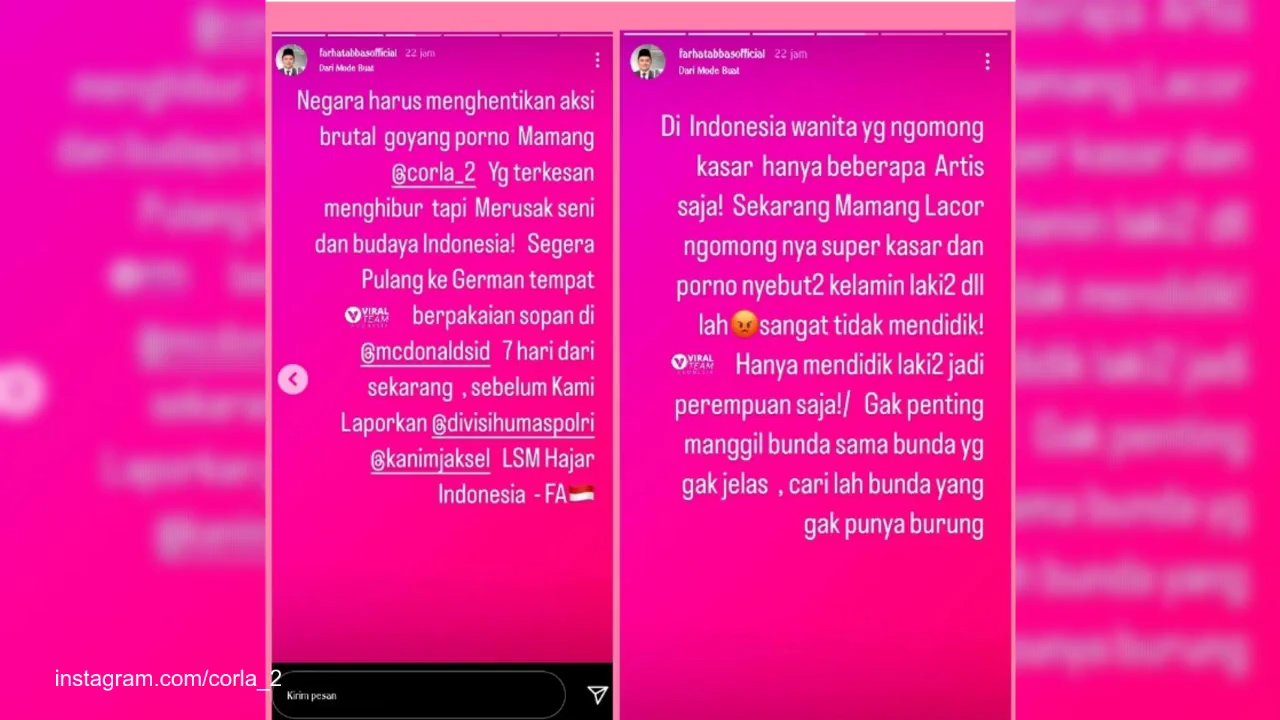 farhatabbasofficial 22 jam
Dari Mode Buat
Negara harus menghentikan aksi
brutal goyang porno Mamang
@corla_2 Yg terkesan
menghibur tapi Merusak seni
dan budaya Indonesia! Segera
Pulang ke German tempat
VIRAL TEAM berpakaian sopan di
@mcdonaldsid 7 hari dari
sekarang , sebelum Kami
Laporkan @divisihumaspolri
@kanimjaksel LSM Hajar
Indonesia - FA🇮🇩
Kirim pesan
farhatabbasofficial 22 jam
Dari Mode Buat
Di Indonesia wanita yg ngomong
kasar hanya beberapa Artis
saja! Sekarang Mamang Lacor
ngomong nya super kasar dan
porno nyebut2 kelamin laki2 dll
lah😡sangat tidak mendidik!
VIRAL TEAM Hanya mendidik laki2 jadi
perempuan saja!/ Gak penting
manggil bunda sama bunda yg
gak jelas , cari lah bunda yang
gak punya burung
instagram.com/corla_2